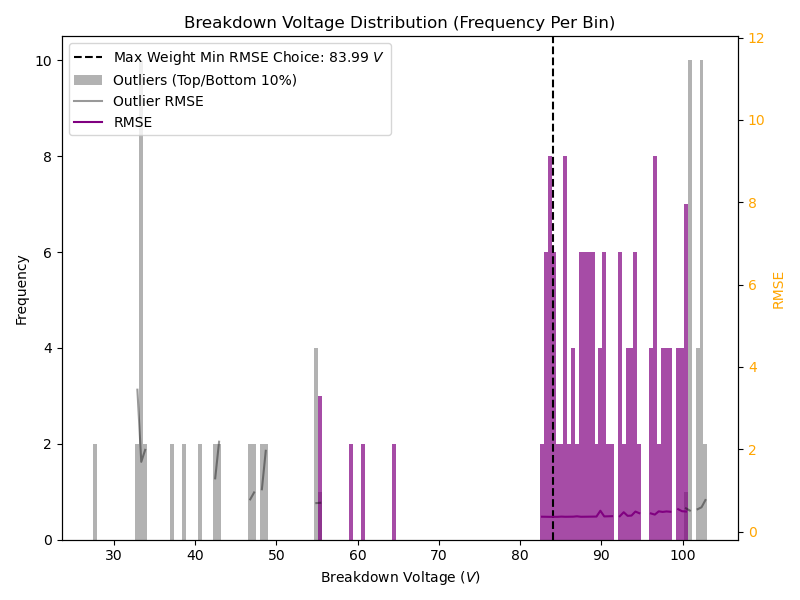 Breakdown Voltage Distribution (Frequency Per Bin)
Max Weight Min RMSE Choice: 83.99 V
Outliers (Top/Bottom 10%)
Outlier RMSE
RMSE
10
8
6
4
2
0
Frequency
30
40
50
60
70
80
90
100
Breakdown Voltage (V)
12
10
8
6
4
2
0
RMSE